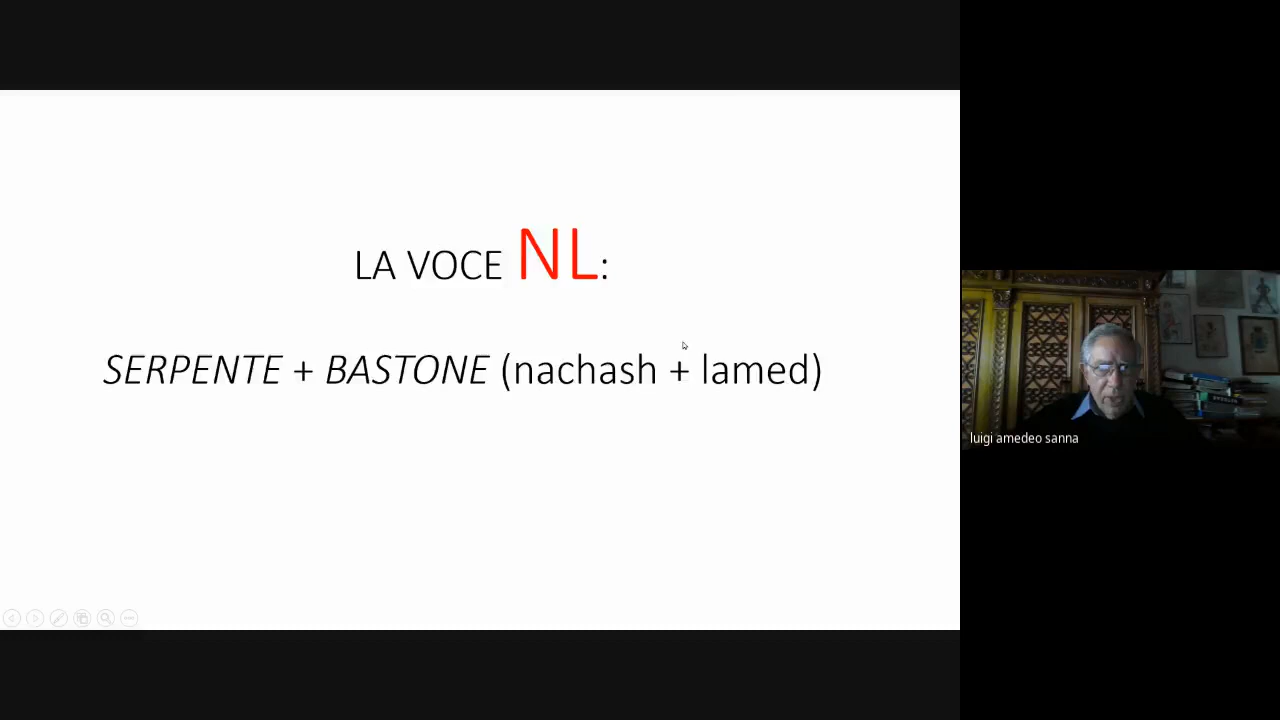 LA VOCE NL:
SERPENTE + BASTONE (nachash + lamed)
luigi amedeo sanna